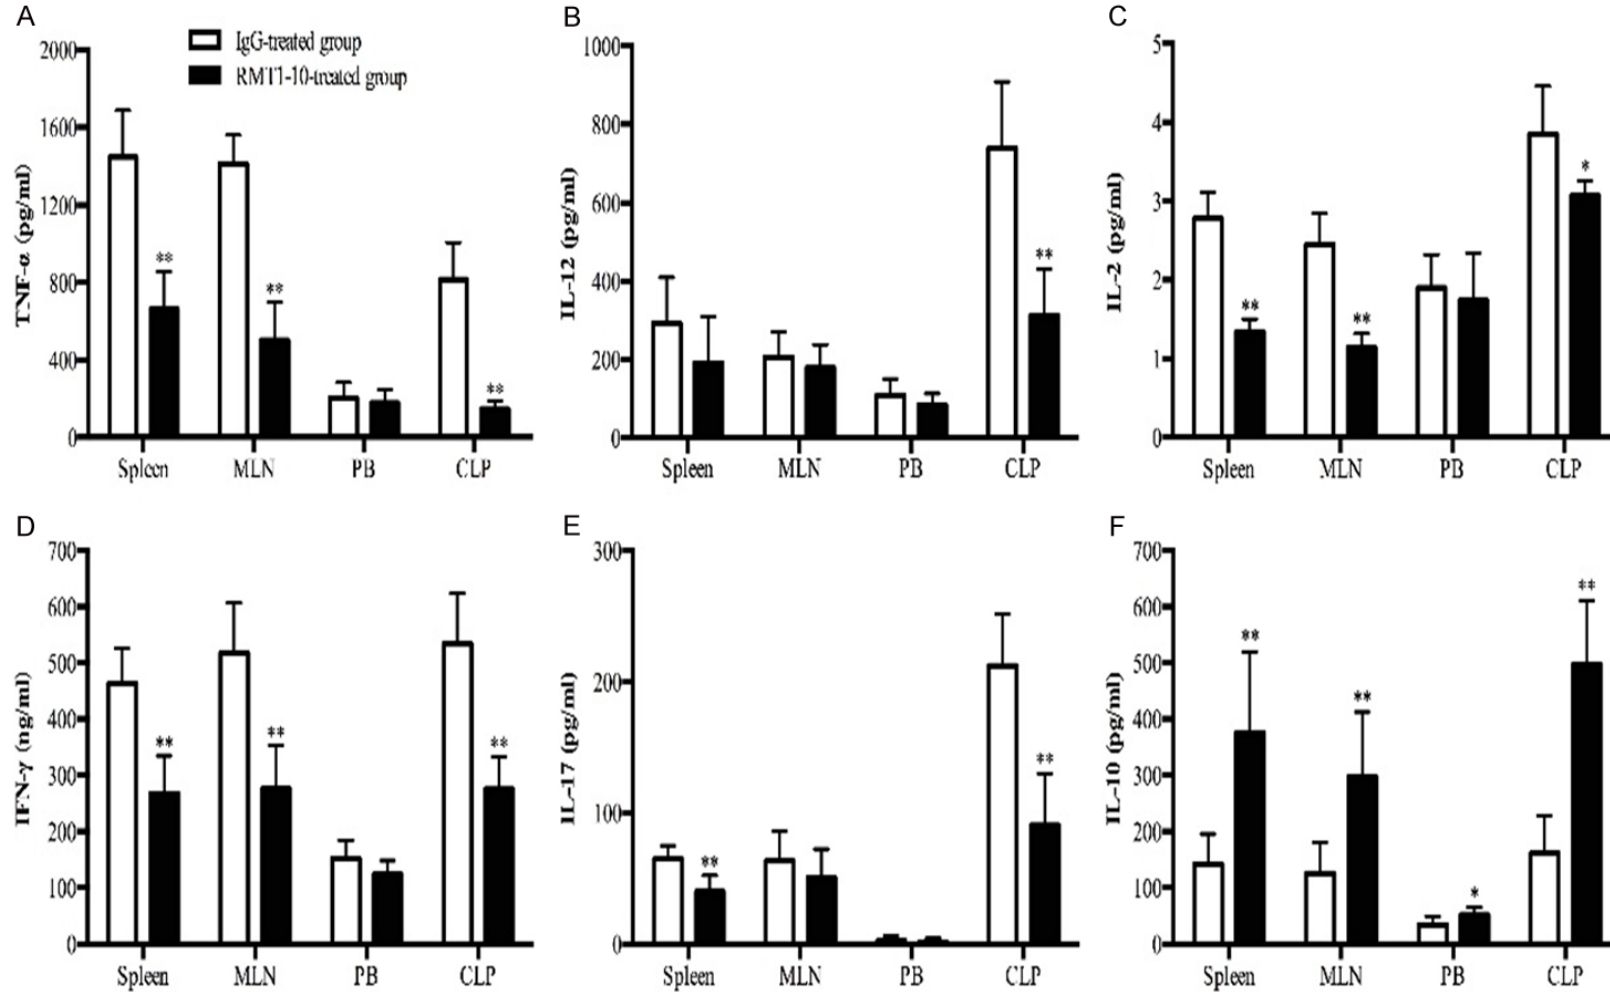 A
TNF-α (pg/ml)
2000
1600
1200
800
400
0
IgG-treated group
RMT1-10-treated group
**
**
**
Spleen MLN PB CLP
B
IL-12 (pg/ml)
1000
800
600
400
200
0
**
Spleen MLN PB CLP
C
IL-2 (pg/ml)
5
4
3
2
1
0
**
**
*
Spleen MLN PB CLP
D
IFN-γ (ng/ml)
700
600
500
400
300
200
100
0
**
**
**
Spleen MLN PB CLP
E
IL-17 (pg/ml)
300
200
100
0
**
**
Spleen MLN PB CLP
F
IL-10 (pg/ml)
700
600
500
400
300
200
100
0
**
**
*
**
Spleen MLN PB CLP